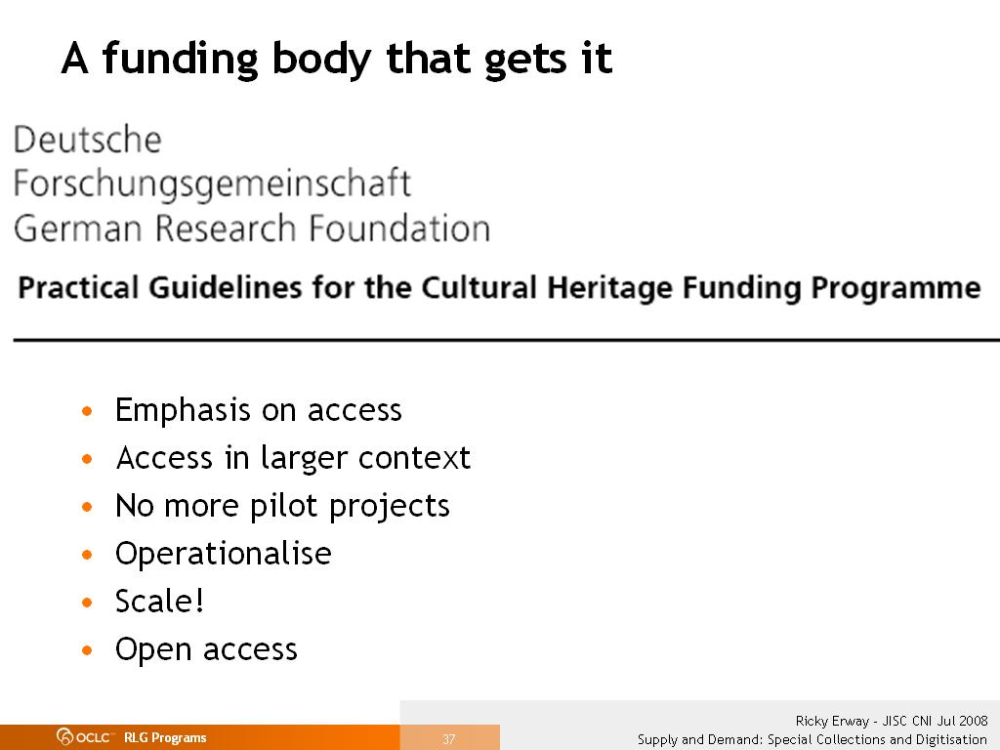 A funding body that gets it
Deutsche
Forschungsgemeinschaft
German Research Foundation
Practical Guidelines for the Cultural Heritage Funding Programme
• Emphasis on access
• Access in larger context
• No more pilot projects
• Operationalise
• Scale!
• Open access
OCLC™ RLG Programs
37
Ricky Erway - JISC CNI Jul 2008
Supply and Demand: Special Collections and Digitisation